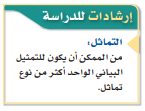 إرشادات للدراسة
التماثل:
من الممكن أن يكون للتمثيل
البياني الواحد أكثر من نوع
تماثل.